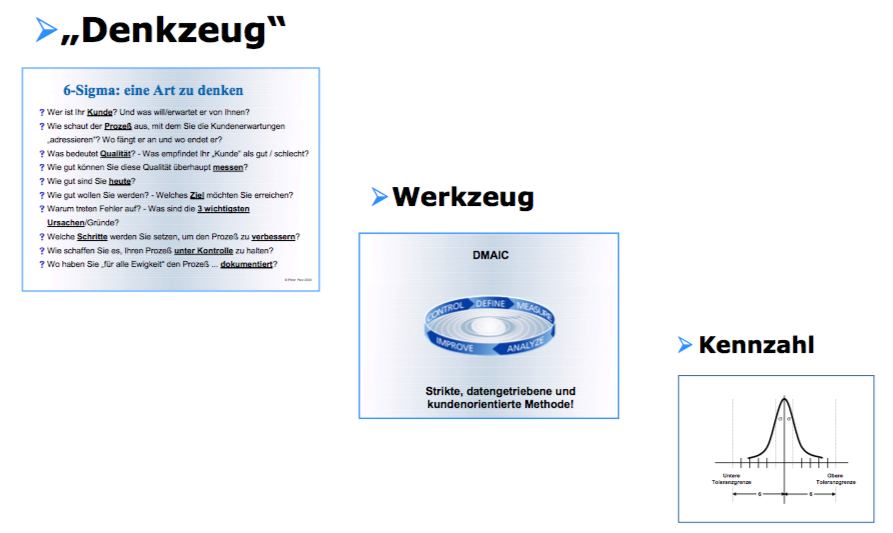 „Denkzeug“
6-Sigma: eine Art zu denken
? Wer ist Ihr Kunde? Und was will/erwartet er von Ihnen?
? Wie schaut der Prozeß aus, mit dem Sie die Kundenerwartungen
„adressieren“? Wo fängt er an und wo endet er?
? Was bedeutet Qualität? - Was empfindet Ihr „Kunde“ als gut / schlecht?
? Wie gut können Sie diese Qualität überhaupt messen?
? Wie gut sind Sie heute?
? Wie gut wollen Sie werden? - Welches Ziel möchten Sie erreichen?
? Warum treten Fehler auf? - Was sind die 3 wichtigsten
Ursachen/Gründe?
? Welche Schritte werden Sie setzen, um den Prozeß zu verbessern?
? Wie schaffen Sie es, Ihren Prozeß unter Kontrolle zu halten?
? Wo haben Sie „für alle Ewigkeit“ den Prozeß ... dokumentiert?
Werkzeug
DMAIC
CONTROL DEFINE MEASURE
IMPROVE ANALYZE
Strikte, datengetriebene und
kundenorientierte Methode!
Kennzahl
σ σ
Untere Obere
Toleranzgrenze Toleranzgrenze
6 6